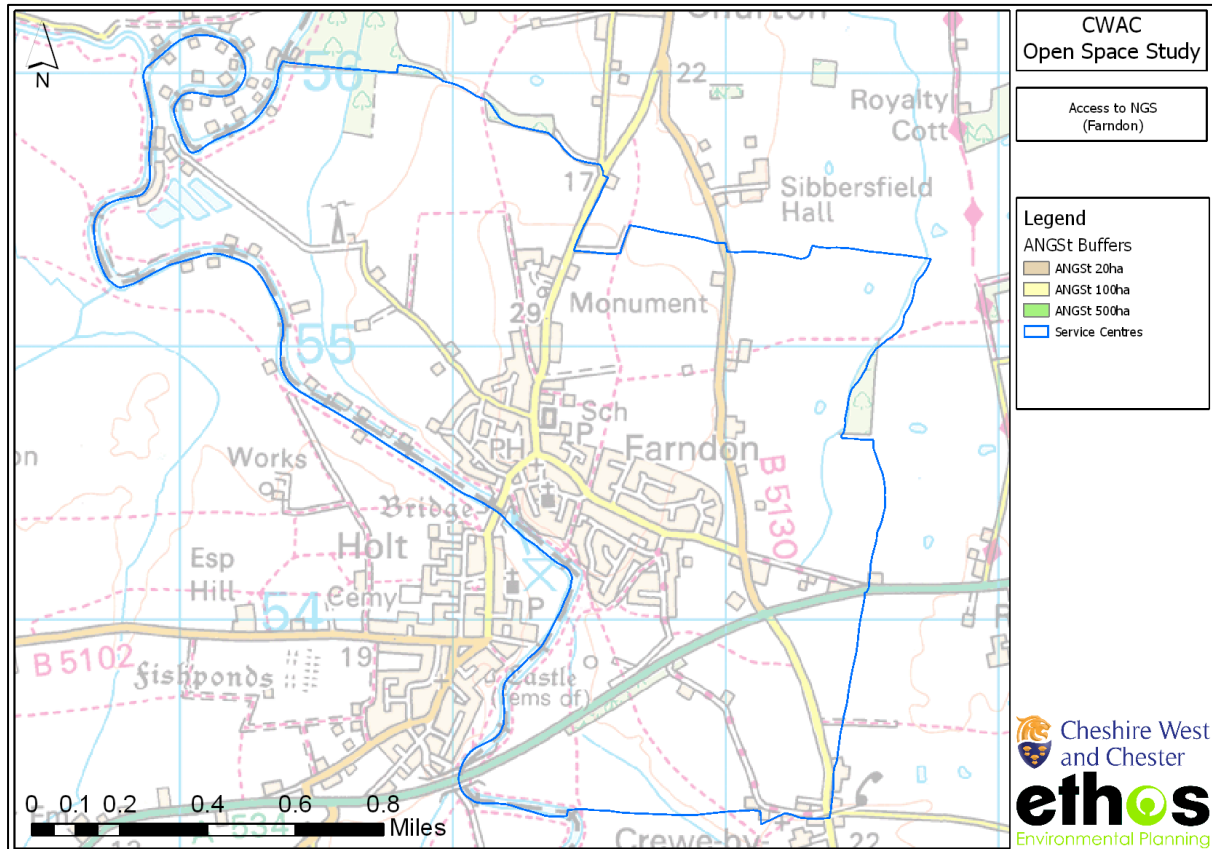 CWAC
Open Space Study
Access to NGS
(Farndon)
Legend
ANGSt Buffers
ANGSt 20ha
ANGSt 100ha
ANGSt 500ha
Service Centres
Cheshire West
and Chester
ethos
Environmental Planning
N
56
22
Royalty
Cott
17
Sibbersfield
Hall
Monument
29
55
Sch
P
PH
Farndon
Works
Bridge
B 5130
Holt
Esp
Hill
Cemy
54
P
B 5102
19
Fishponds
Castle
(rems of)
0 0.1 0.2 0.4 0.6 0.8
Miles
534
Crewe-by-
22